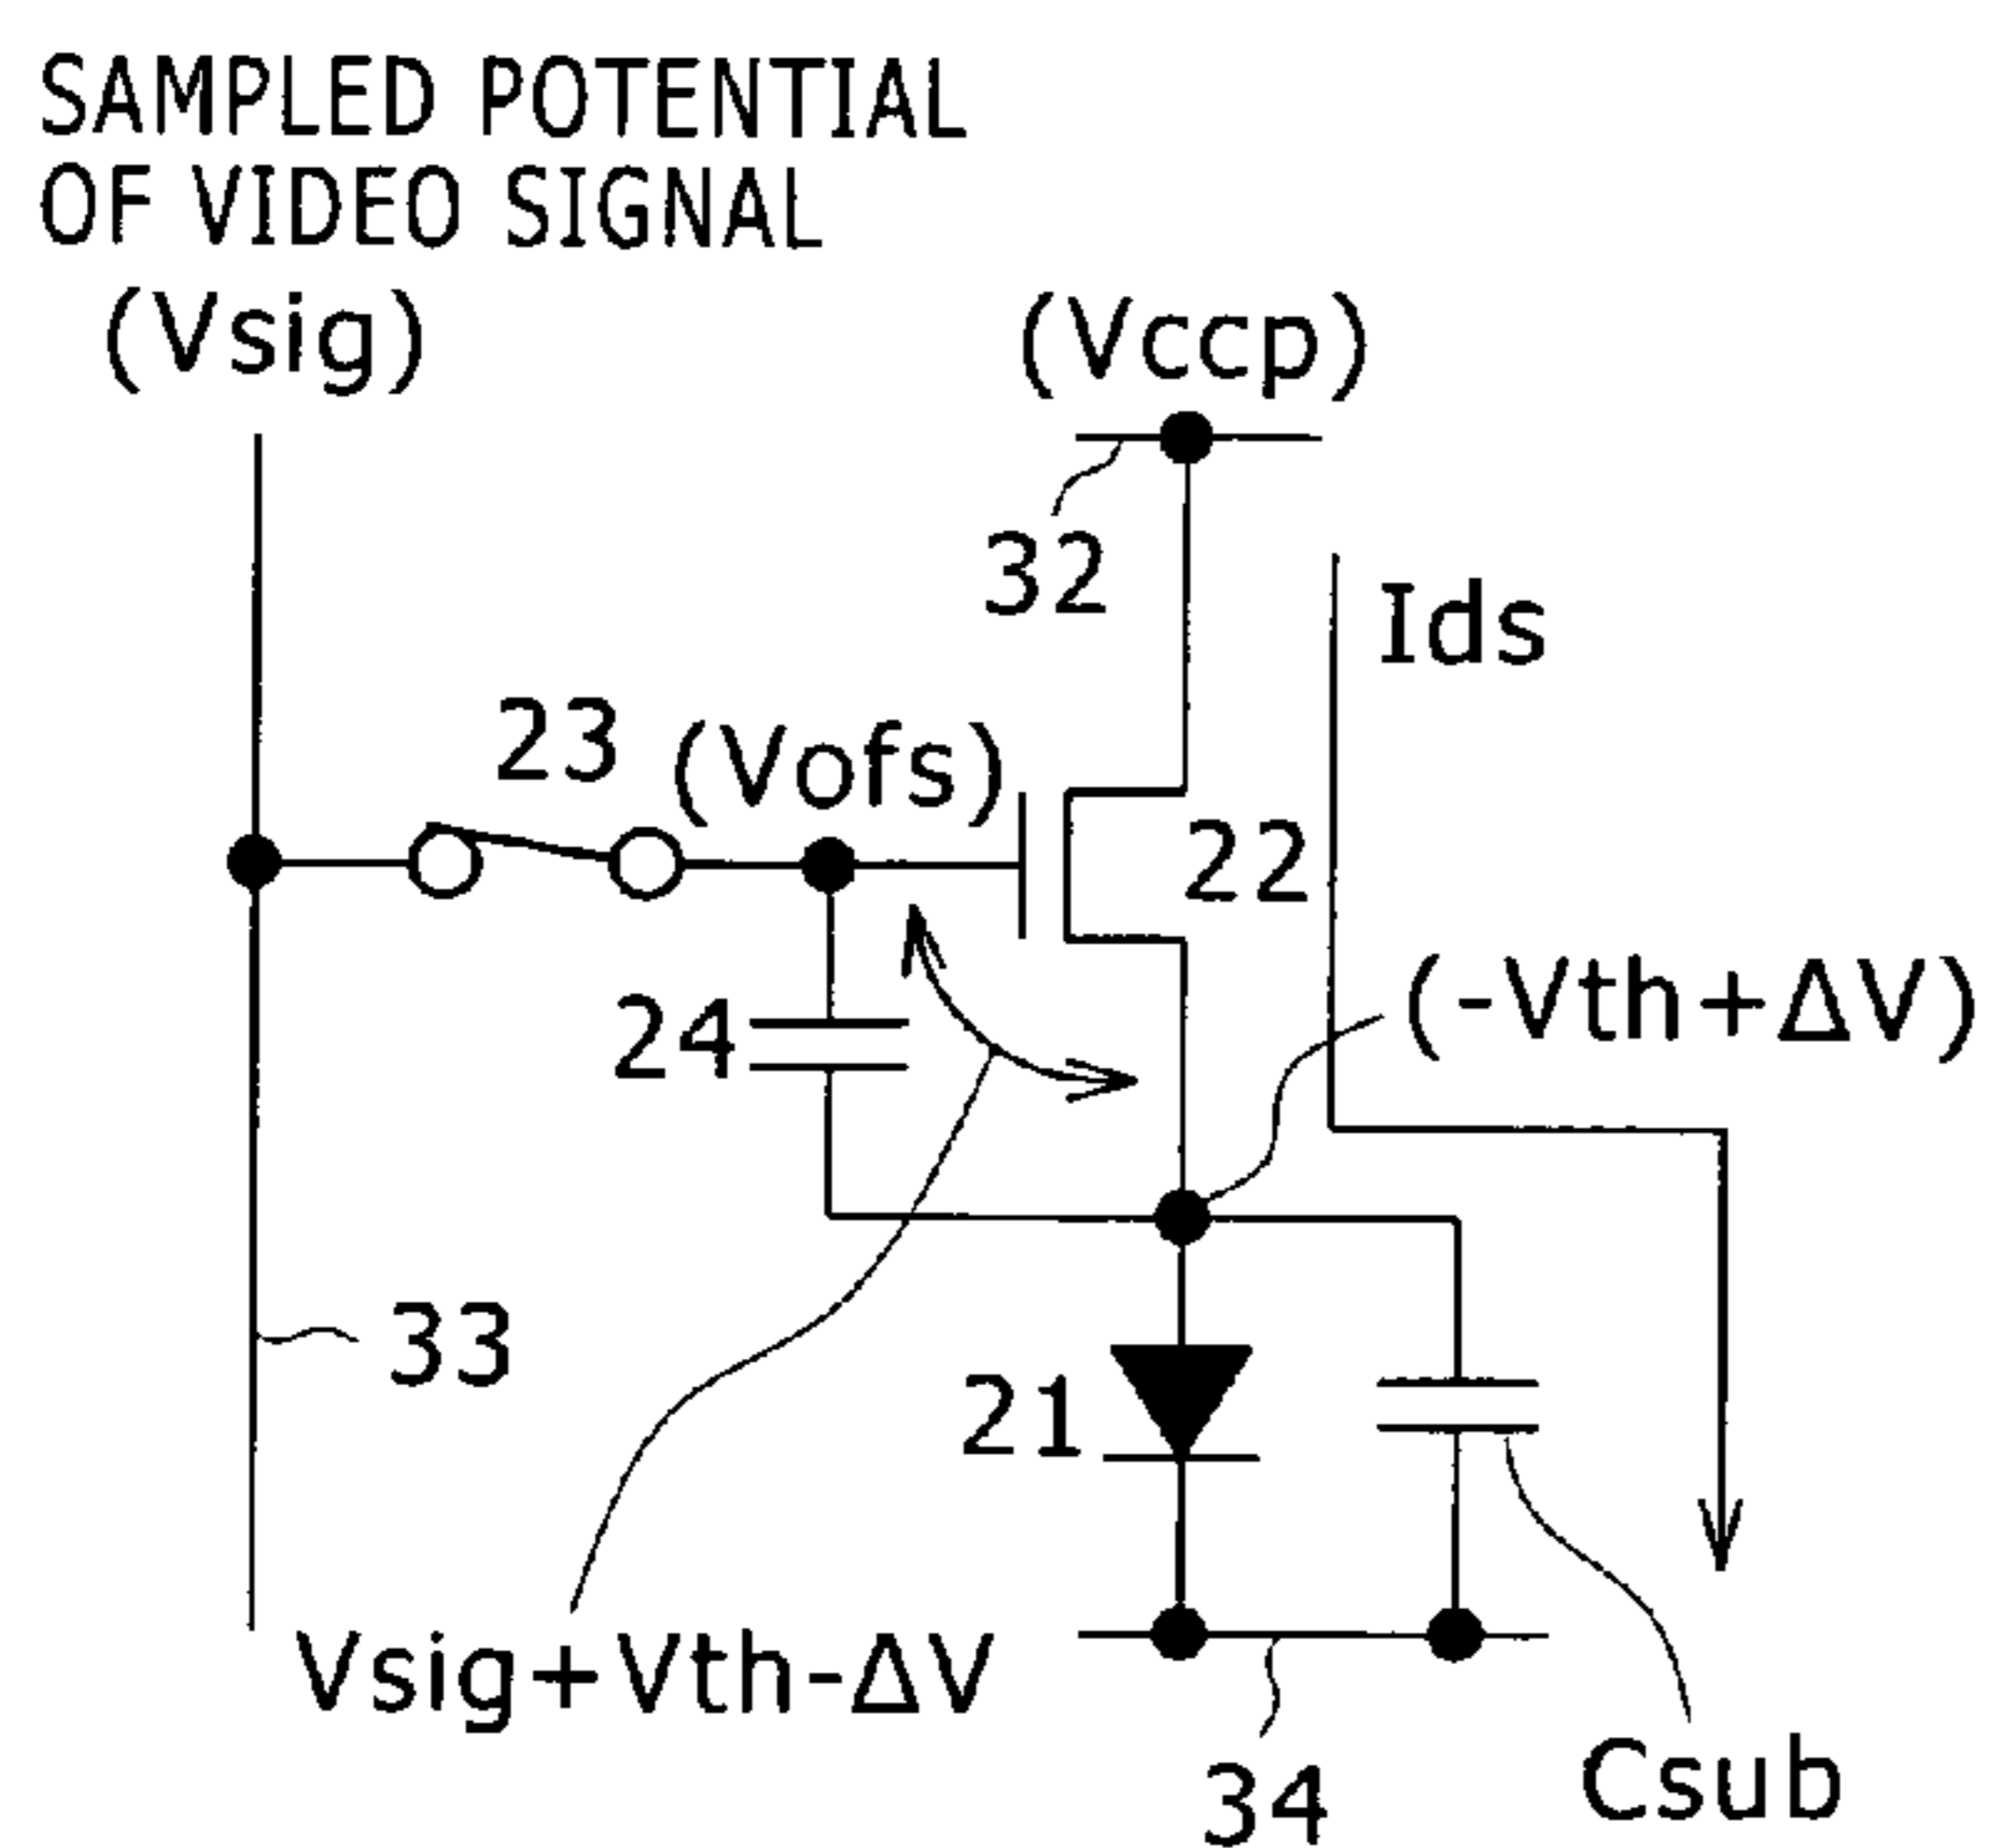 SAMPLED POTENTIAL
OF VIDEO SIGNAL
(Vsig)
(Vccp)
32
Ids
23
(Vofs)
22
24
(-Vth+ΔV)
33
21
Vsig+Vth-ΔV
34
Csub